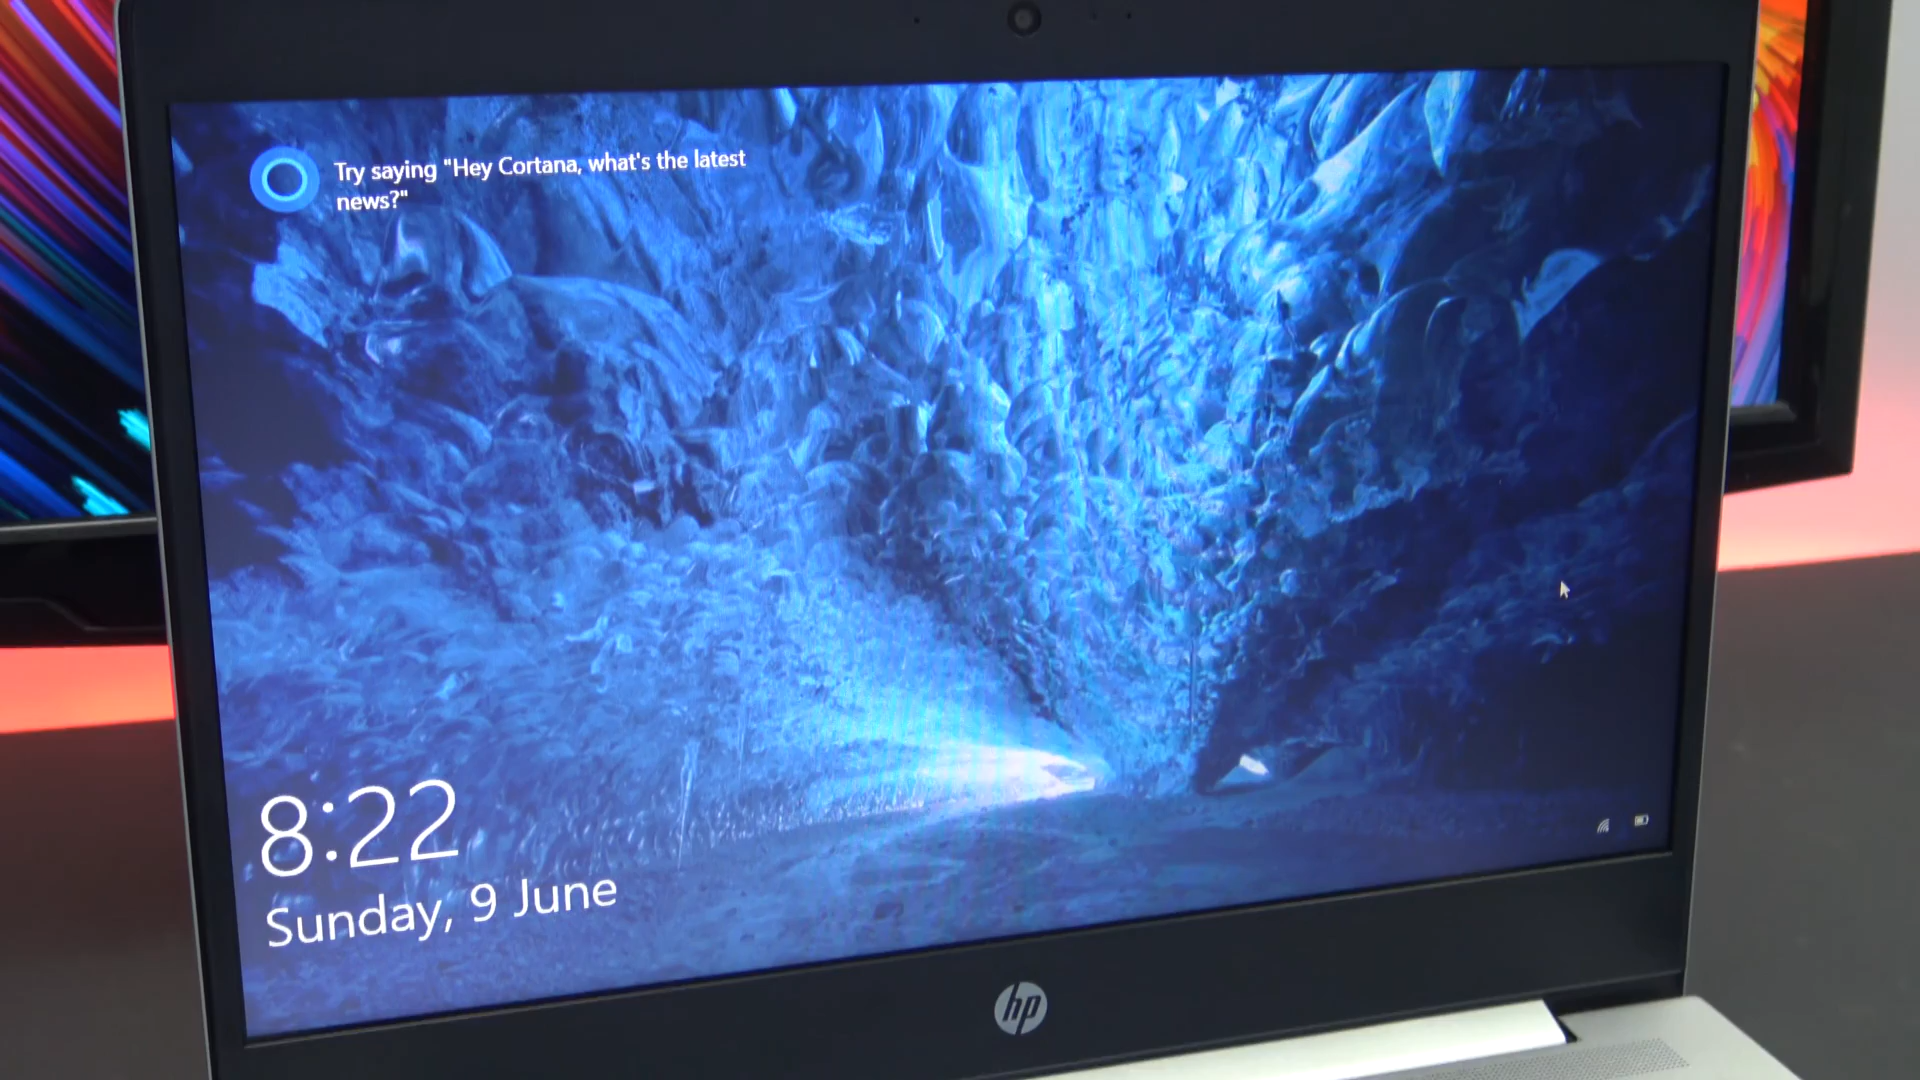 Try saying "Hey Cortana, what's the latest
news?"
8:22
Sunday, 9 June
hp